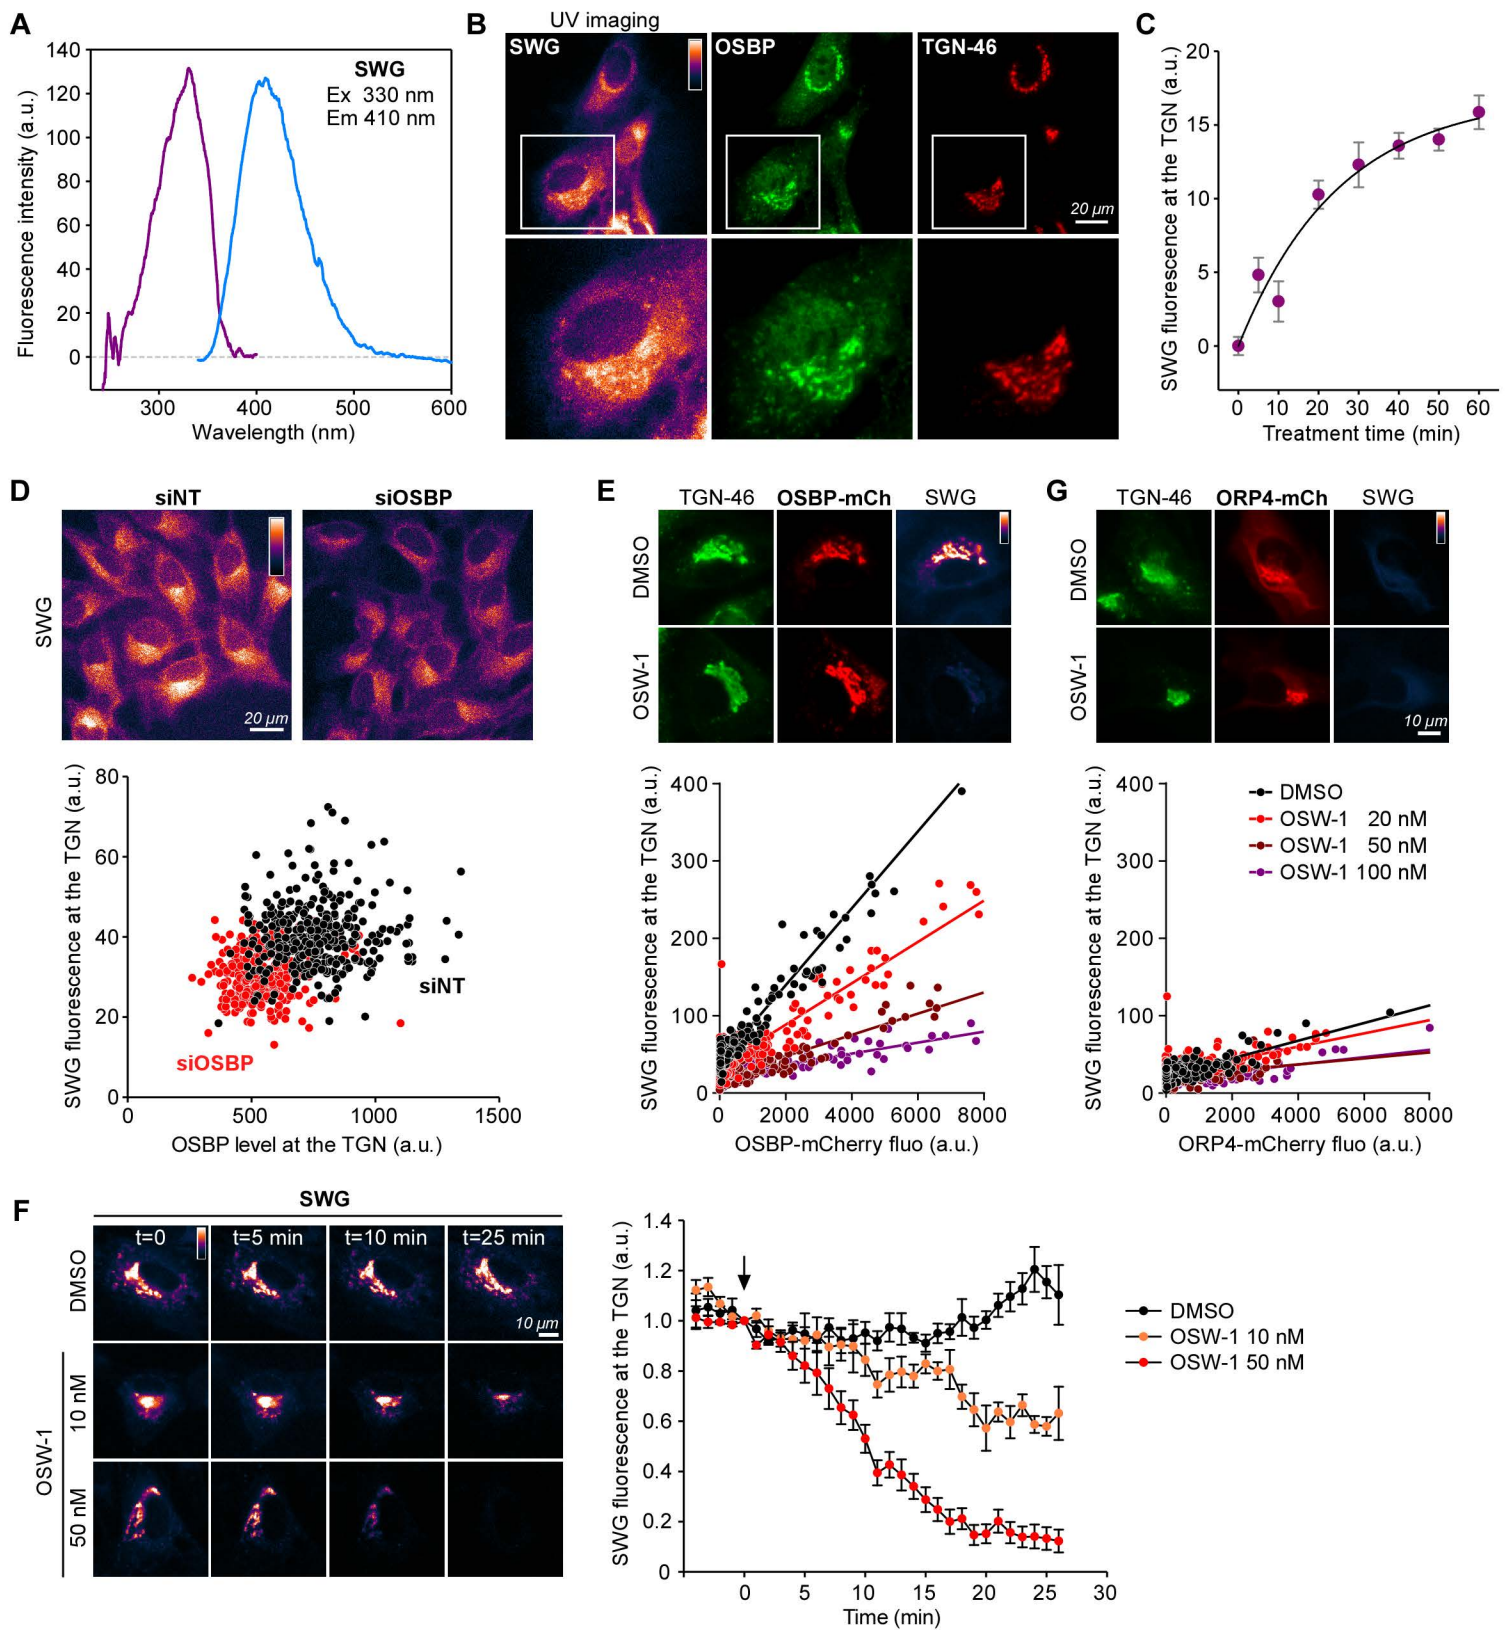 A
140
120
100
80
60
40
20
0
Fluorescence intensity (a.u.)
SWG
Ex 330 nm
Em 410 nm
300 400 500 600
Wavelength (nm)
B
UV imaging
SWG
OSBP
TGN-46
20 µm
C
20
15
10
5
0
SWG fluorescence at the TGN (a.u.)
0 10 20 30 40 50 60
Treatment time (min)
D
siNT
siOSBP
SWG
20 µm
80
60
40
20
0
SWG fluorescence at the TGN (a.u.)
siNT
siOSBP
0 500 1000 1500
OSBP level at the TGN (a.u.)
E
TGN-46
OSBP-mCh
SWG
DMSO
OSW-1
400
300
200
100
0
SWG fluorescence at the TGN (a.u.)
0 2000 4000 6000 8000
OSBP-mCherry fluo (a.u.)
G
TGN-46
ORP4-mCh
SWG
DMSO
OSW-1
10 µm
400
300
200
100
0
SWG fluorescence at the TGN (a.u.)
DMSO
OSW-1 20 nM
OSW-1 50 nM
OSW-1 100 nM
0 2000 4000 6000 8000
ORP4-mCherry fluo (a.u.)
F
SWG
t=0
t=5 min
t=10 min
t=25 min
DMSO
10 µm
OSW-1
10 nM
50 nM
1.4
1.2
1.0
0.8
0.6
0.4
0.2
0
SWG fluorescence at the TGN (a.u.)
0 5 10 15 20 25 30
Time (min)
DMSO
OSW-1 10 nM
OSW-1 50 nM